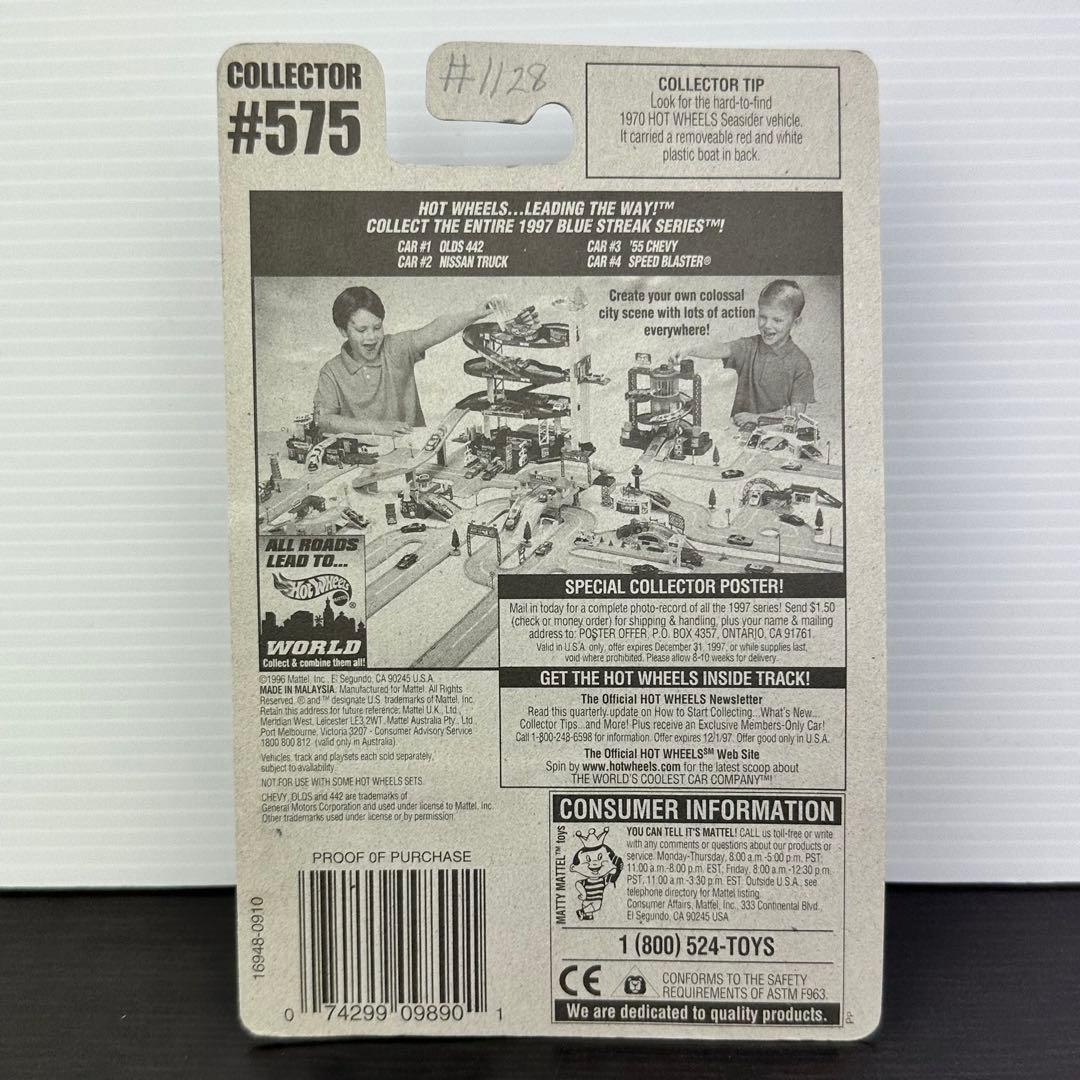 COLLECTOR
#575
#1128
COLLECTOR TIP
Look for the hard-to-find
1970 HOT WHEELS Seasider vehicle.
It carried a removeable red and white
plastic boat in back.
HOT WHEELS...LEADING THE WAY!™
COLLECT THE ENTIRE 1997 BLUE STREAK SERIES™!
CAR #1 OLDS 442
CAR #2 NISSAN TRUCK
CAR #3 '55 CHEVY
CAR #4 SPEED BLASTER®
Create your own colossal
city scene with lots of action
everywhere!
ALL ROADS
LEAD TO...
Hot Wheels
MATTEL
®
WORLD
Collect & combine them all!
SPECIAL COLLECTOR POSTER!
Mail in today for a complete photo-record of all the 1997 series! Send $1.50
(check or money order) for shipping & handling, plus your name & mailing
address to: POSTER OFFER, P.O. BOX 4357, ONTARIO, CA 91761.
Valid in U.S.A. only, offer expires December 31, 1997, or while supplies last,
void where prohibited. Please allow 8-10 weeks for delivery.
GET THE HOT WHEELS INSIDE TRACK!
The Official HOT WHEELS Newsletter
Read this quarterly update on How to Start Collecting...What's New...
Collector Tips...and More! Plus receive an Exclusive Members-Only Car!
Call 1-800-248-6598 for information. Offer expires 12/1/97. Offer good only in U.S.A.
The Official HOT WHEELS℠ Web Site
Spin by www.hotwheels.com for the latest scoop about
THE WORLD'S COOLEST CAR COMPANY™!
©1996 Mattel, Inc., El Segundo, CA 90245 U.S.A.
MADE IN MALAYSIA. Manufactured for Mattel. All Rights
Reserved. ® and ™ designate U.S. trademarks of Mattel, Inc.
Retain this address for future reference: Mattel U.K., Ltd.,
Meridian West, Leicester LE3 2WT. Mattel Australia Pty., Ltd.
Port Melbourne, Victoria 3207 - Consumer Advisory Service
1800 800 812 (valid only in Australia).
Vehicles, track and playsets each sold separately,
subject to availability.
NOT FOR USE WITH SOME HOT WHEELS SETS.
CHEVY, OLDS and 442 are trademarks of
General Motors Corporation and used under license to Mattel, Inc.
Other trademarks used under license or by permission.
PROOF OF PURCHASE
16948-0910
0 74299 09890 1
CONSUMER INFORMATION
MATTY MATTEL™ toys
YOU CAN TELL IT'S MATTEL! CALL us toll-free or write
with any comments or questions about our products or
service. Monday-Thursday, 8:00 a.m.-5:00 p.m. PST;
11:00 a.m.-8:00 p.m. EST; Friday, 8:00 a.m.-12:30 p.m.
PST, 11:00 a.m.-3:30 p.m. EST. Outside U.S.A., see
telephone directory for Mattel listing.
Consumer Affairs, Mattel, Inc., 333 Continental Blvd.,
El Segundo, CA 90245 USA
1 (800) 524-TOYS
CE
CONFORMS TO THE SAFETY
REQUIREMENTS OF ASTM F963.
We are dedicated to quality products.
PP